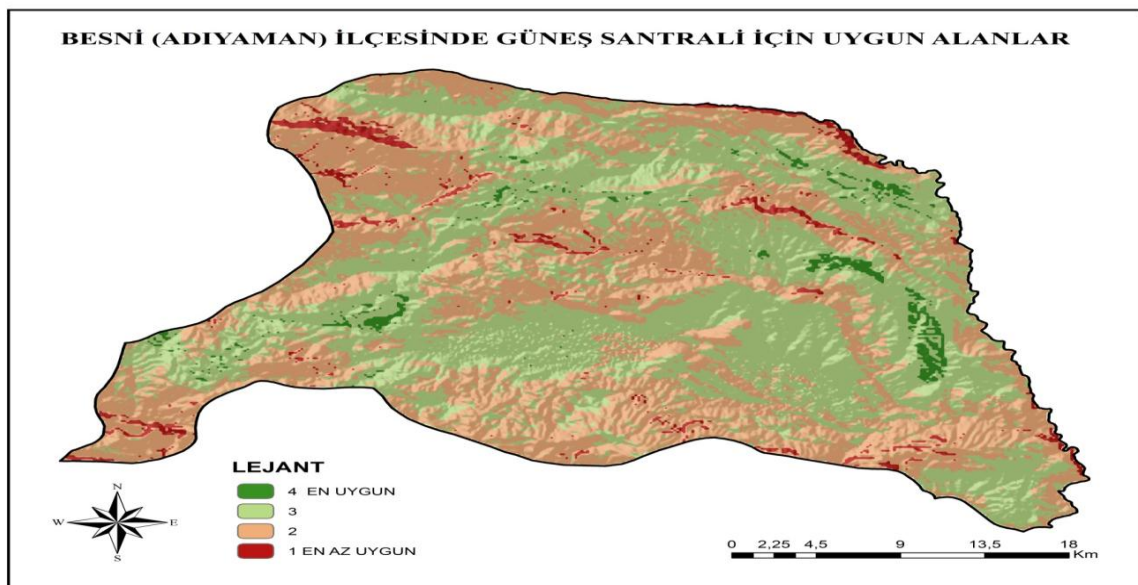 BESNİ (ADIYAMAN) İLÇESİNDE GÜNEŞ SANTRALİ İÇİN UYGUN ALANLAR
LEJANT
4 EN UYGUN
3
2
1 EN AZ UYGUN
N
W E
S
0 2,25 4,5 9 13,5 18
Km